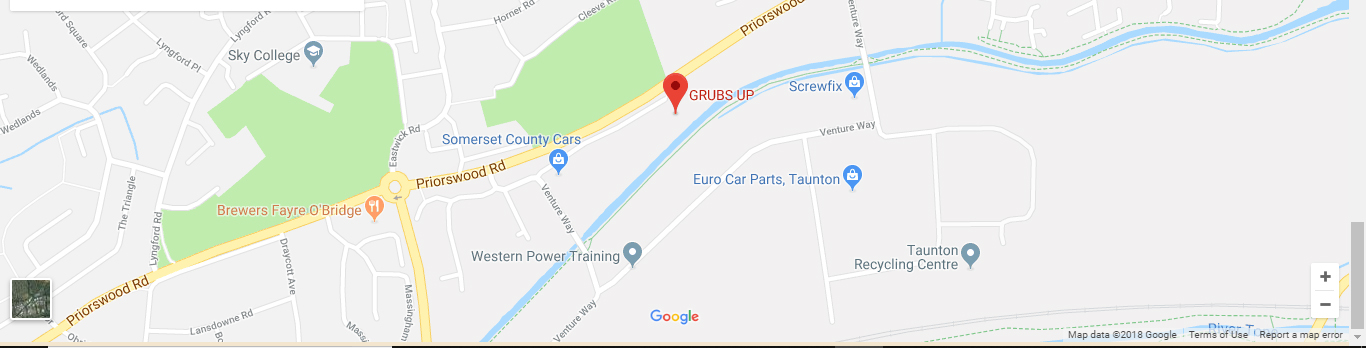 Horner Rd
Cleeve R
Priorswood
Venture Way
Lyngford R
rd Square
Lyngford Pl
Wedlands
Wedlands
Sky College
GRUBS UP
Screwfix
Venture Way
Somerset County Cars
Eastwick Rd
Priorswood Rd
Euro Car Parts, Taunton
The Triangle
Lyngford Rd
Brewers Fayre O'Bridge
Venture Way
Draycott Ave
Western Power Training
Taunton
Recycling Centre
Priorswood Rd
Massingham
Lansdowne Rd
Venture Way
Google
River T
Map data ©2018 Google
Terms of Use
Report a map error